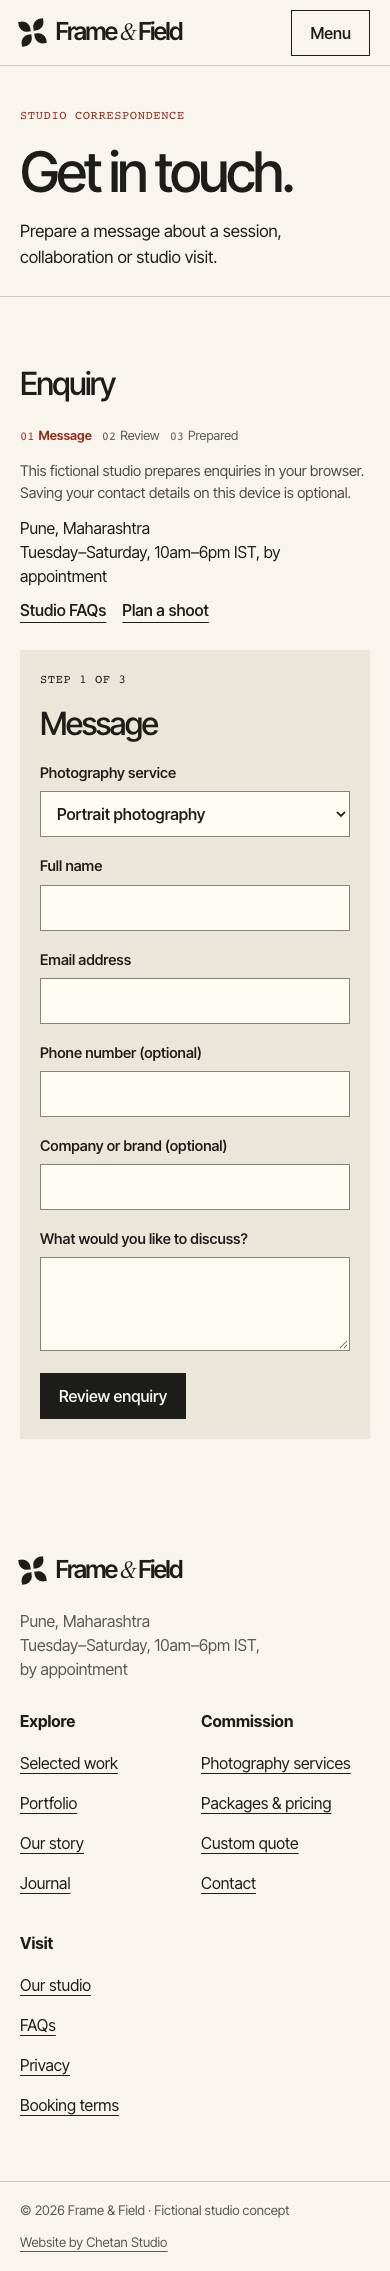 Frame & Field
Menu
STUDIO CORRESPONDENCE
Get in touch.
Prepare a message about a session,
collaboration or studio visit.
Enquiry
01 Message 02 Review 03 Prepared
This fictional studio prepares enquiries in your browser.
Saving your contact details on this device is optional.
Pune, Maharashtra
Tuesday–Saturday, 10am–6pm IST, by
appointment
Studio FAQs Plan a shoot
STEP 1 OF 3
Message
Photography service
Portrait photography
Full name
Email address
Phone number (optional)
Company or brand (optional)
What would you like to discuss?
Review enquiry
Frame & Field
Pune, Maharashtra
Tuesday–Saturday, 10am–6pm IST,
by appointment
Explore
Selected work
Portfolio
Our story
Journal
Commission
Photography services
Packages & pricing
Custom quote
Contact
Visit
Our studio
FAQs
Privacy
Booking terms
© 2026 Frame & Field · Fictional studio concept
Website by Chetan Studio